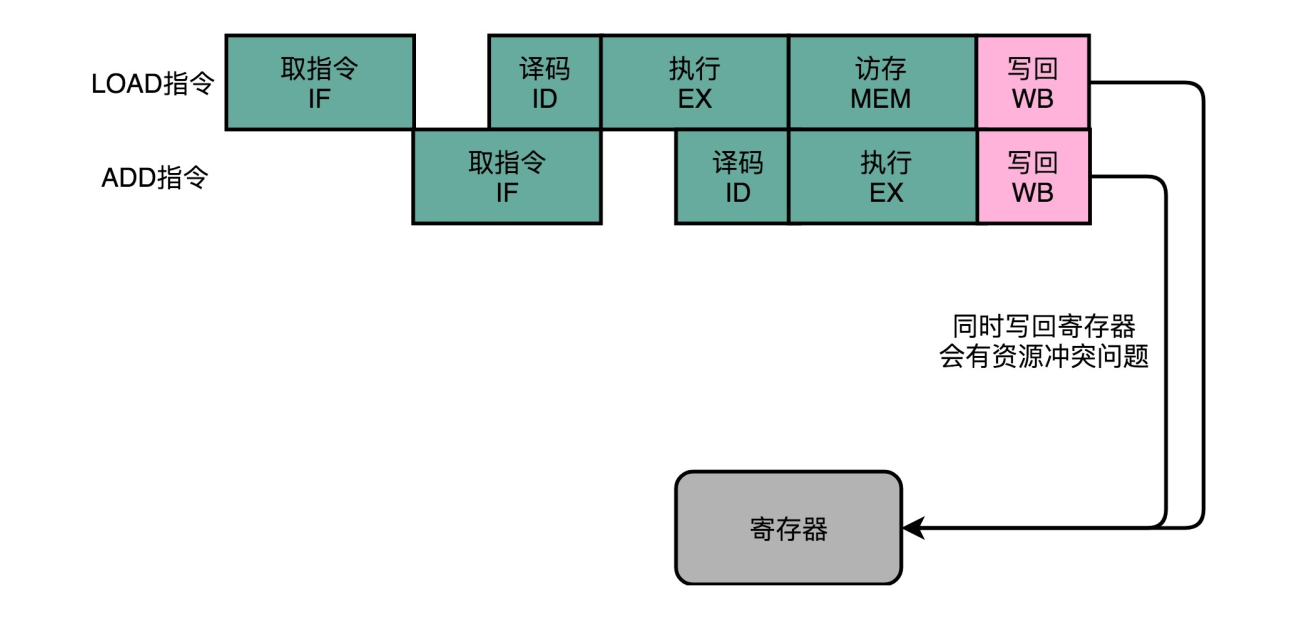 LOAD指令
取指令
IF
译码
ID
执行
EX
访存
MEM
写回
WB
ADD指令
取指令
IF
译码
ID
执行
EX
写回
WB
同时写回寄存器
会有资源冲突问题
寄存器